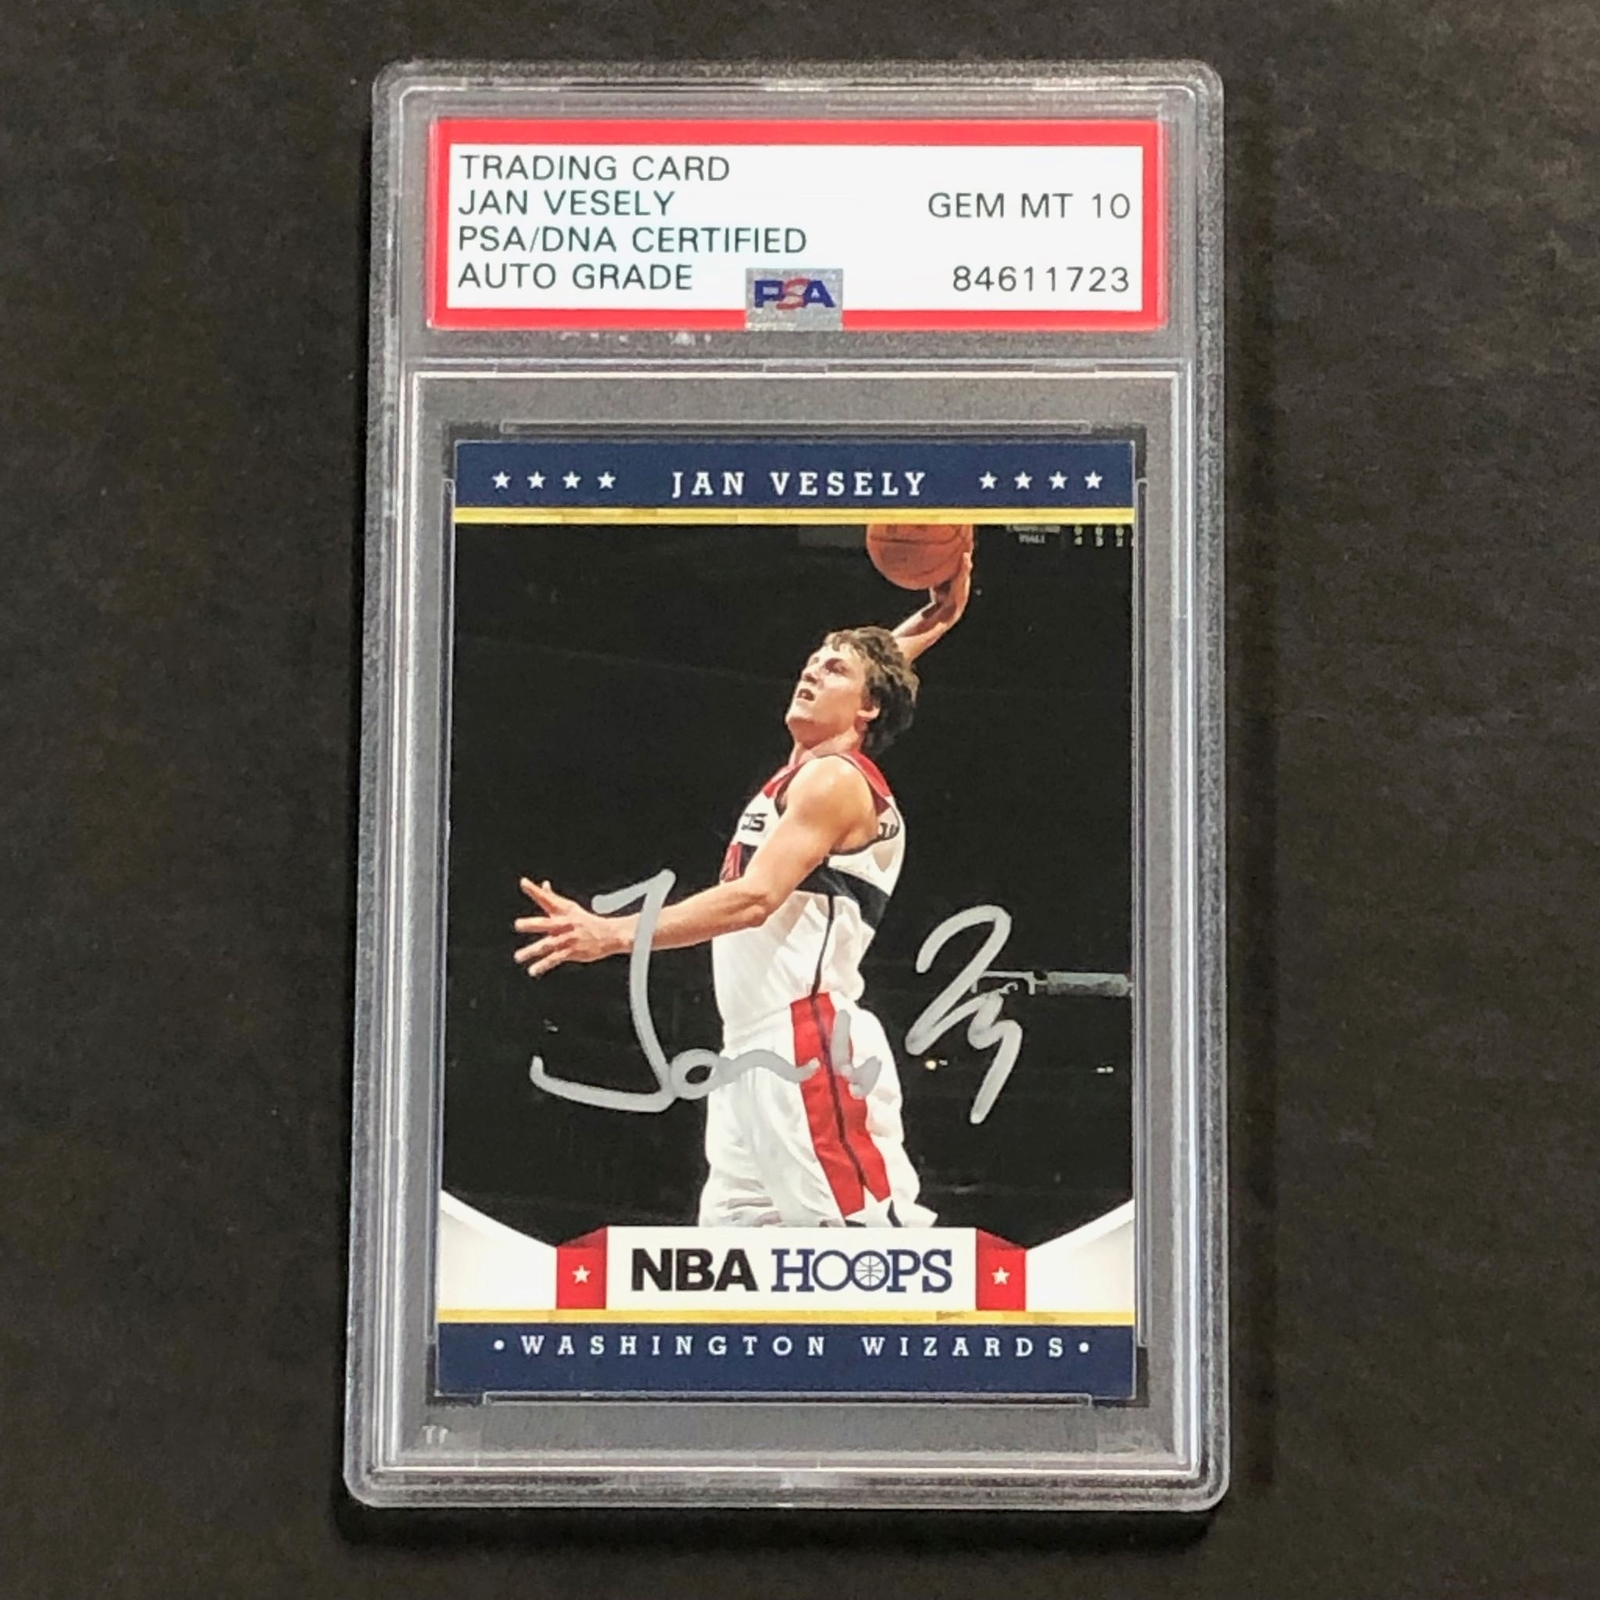 TRADING CARD
JAN VESELY GEM MT 10
PSA/DNA CERTIFIED
AUTO GRADE 84611723
PSA
JAN VESELY
NBA HOOPS
• WASHINGTON WIZARDS •